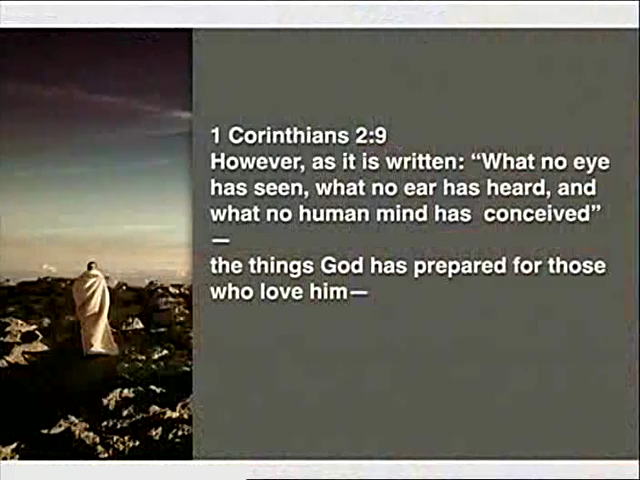 1 Corinthians 2:9
However, as it is written: “What no eye
has seen, what no ear has heard, and
what no human mind has  conceived”
—
the things God has prepared for those
who love him—